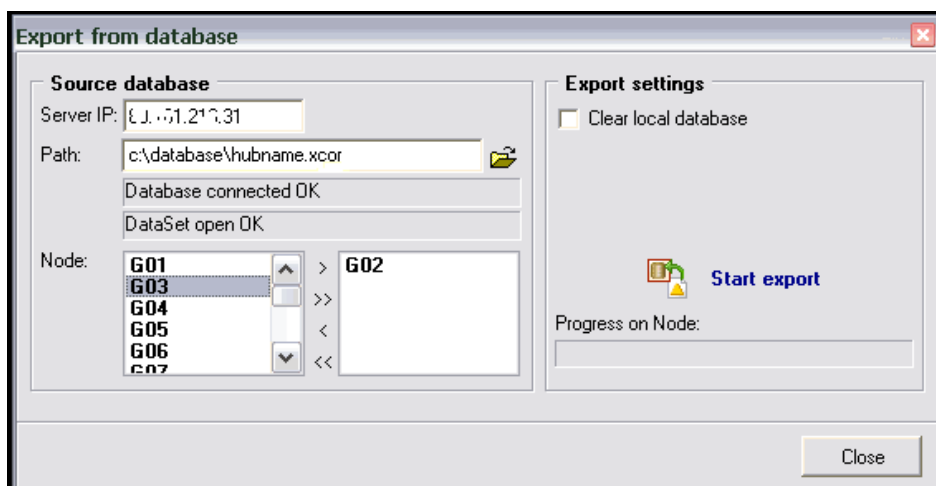 Export from database
Source database
Server IP:
Path: c:\database\hubname.xcor
Database connected OK
DataSet open OK
Node:
G01
G03
G04
G05
G06
G07
>
>>
<
<<
G02
Export settings
Clear local database
Start export
Progress on Node:
Close